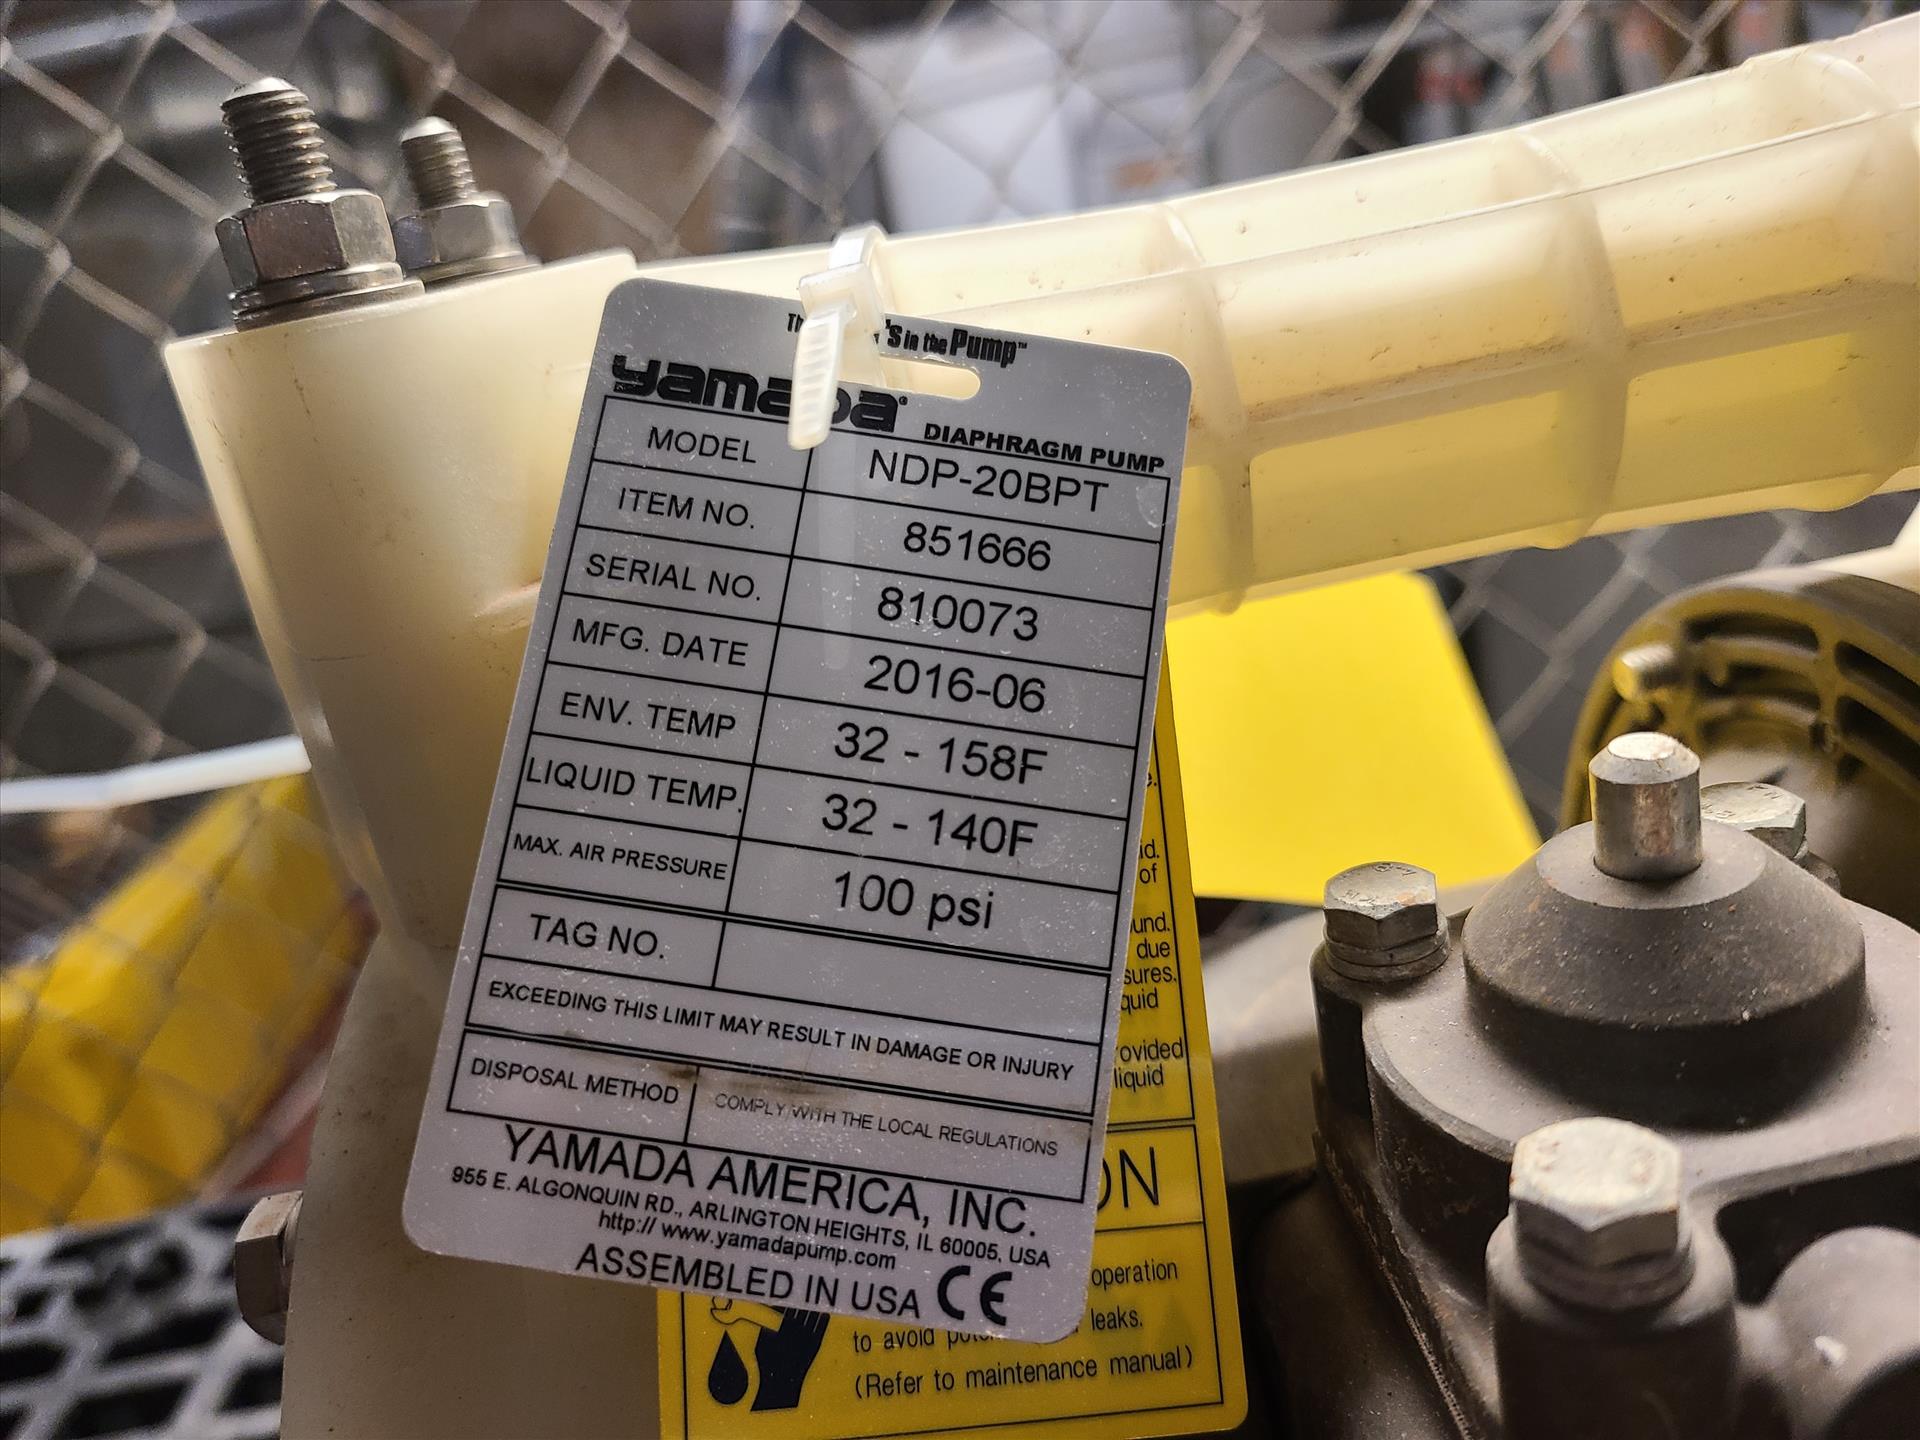 's in the Pump™
yamada®
DIAPHRAGM PUMP
MODEL NDP-20BPT
ITEM NO. 851666
SERIAL NO. 810073
MFG. DATE 2016-06
ENV. TEMP 32 - 158F
LIQUID TEMP. 32 - 140F
MAX. AIR PRESSURE 100 psi
TAG NO.
EXCEEDING THIS LIMIT MAY RESULT IN DAMAGE OR INJURY
DISPOSAL METHOD COMPLY WITH THE LOCAL REGULATIONS
YAMADA AMERICA, INC.
955 E. ALGONQUIN RD., ARLINGTON HEIGHTS, IL 60005, USA
http:// www.yamadapump.com
ASSEMBLED IN USA CE
of
due
operation
to avoid leaks.
(Refer to maintenance manual)